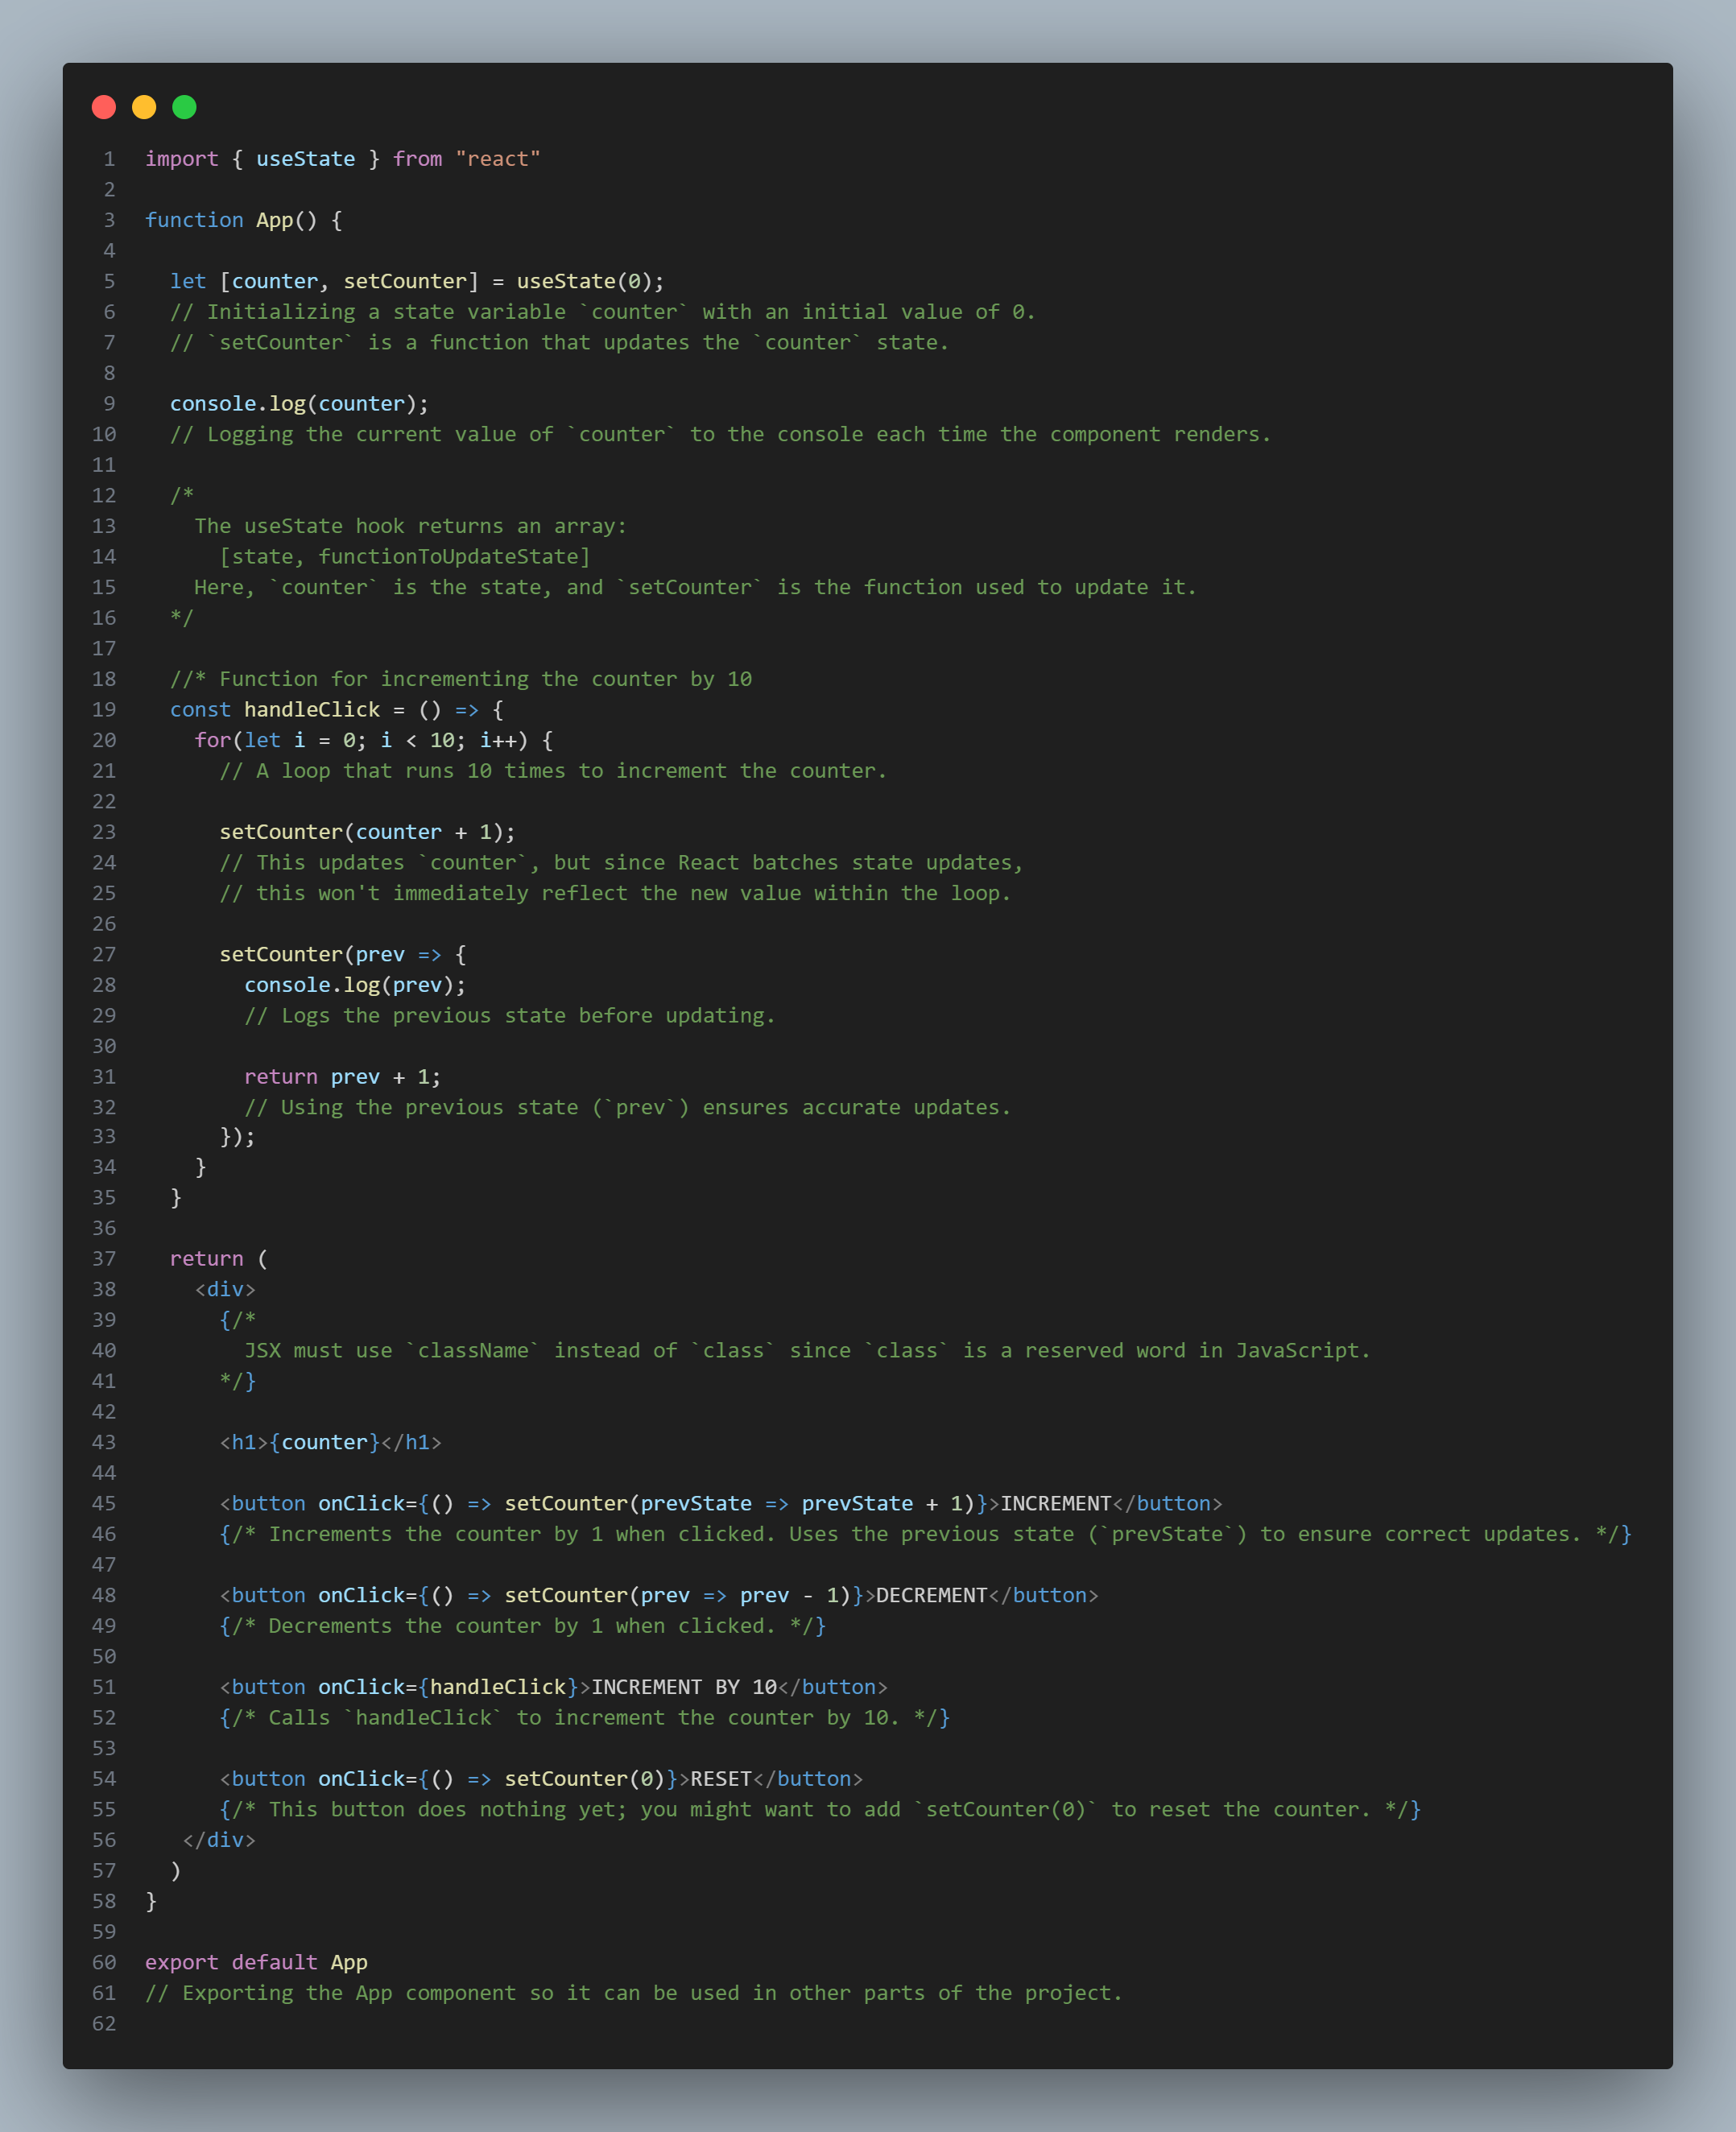 1 import { useState } from "react"
2
3 function App() {
4
5   let [counter, setCounter] = useState(0);
6   // Initializing a state variable `counter` with an initial value of 0.
7   // `setCounter` is a function that updates the `counter` state.
8
9   console.log(counter);
10   // Logging the current value of `counter` to the console each time the component renders.
11
12   /*
13     The useState hook returns an array:
14       [state, functionToUpdateState]
15     Here, `counter` is the state, and `setCounter` is the function used to update it.
16   */
17
18   //* Function for incrementing the counter by 10
19   const handleClick = () => {
20     for(let i = 0; i < 10; i++) {
21       // A loop that runs 10 times to increment the counter.
22
23       setCounter(counter + 1);
24       // This updates `counter`, but since React batches state updates,
25       // this won't immediately reflect the new value within the loop.
26
27       setCounter(prev => {
28         console.log(prev);
29         // Logs the previous state before updating.
30
31         return prev + 1;
32         // Using the previous state (`prev`) ensures accurate updates.
33       });
34     }
35   }
36
37   return (
38     <div>
39       {/*
40         JSX must use `className` instead of `class` since `class` is a reserved word in JavaScript.
41       */}
42
43       <h1>{counter}</h1>
44
45       <button onClick={() => setCounter(prevState => prevState + 1)}>INCREMENT</button>
46       {/* Increments the counter by 1 when clicked. Uses the previous state (`prevState`) to ensure correct updates. */}
47
48       <button onClick={() => setCounter(prev => prev - 1)}>DECREMENT</button>
49       {/* Decrements the counter by 1 when clicked. */}
50
51       <button onClick={handleClick}>INCREMENT BY 10</button>
52       {/* Calls `handleClick` to increment the counter by 10. */}
53
54       <button onClick={() => setCounter(0)}>RESET</button>
55       {/* This button does nothing yet; you might want to add `setCounter(0)` to reset the counter. */}
56    </div>
57   )
58 }
59
60 export default App
61 // Exporting the App component so it can be used in other parts of the project.
62